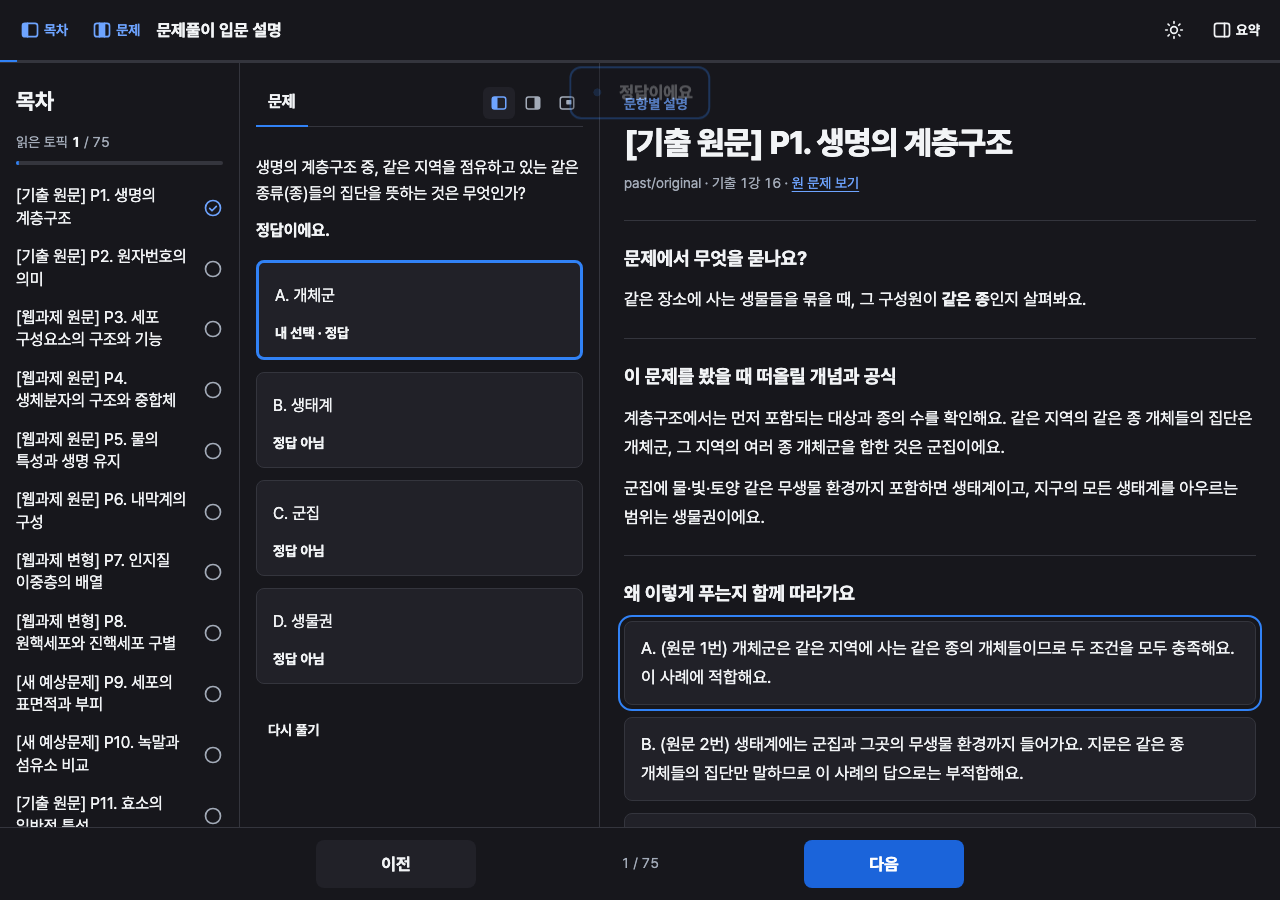 목차
문제
문제풀이 입문 설명
요약
목차
읽은 토픽 1 / 75
[기출 원문] P1. 생명의
계층구조
[기출 원문] P2. 원자번호의
의미
[웹과제 원문] P3. 세포
구성요소의 구조와 기능
[웹과제 원문] P4.
생체분자의 구조와 중합체
[웹과제 원문] P5. 물의
특성과 생명 유지
[웹과제 원문] P6. 내막계의
구성
[웹과제 변형] P7. 인지질
이중층의 배열
[웹과제 변형] P8.
원핵세포와 진핵세포 구별
[새 예상문제] P9. 세포의
표면적과 부피
[새 예상문제] P10. 녹말과
섬유소 비교
[기출 원문] P11. 효소의
일반적 특성
문제
생명의 계층구조 중, 같은 지역을 점유하고 있는 같은
종류(종)들의 집단을 뜻하는 것은 무엇인가?
정답이에요.
A. 개체군
내 선택 · 정답
B. 생태계
정답 아님
C. 군집
정답 아님
D. 생물권
정답 아님
다시 풀기
정답이에요
문항별 설명
[기출 원문] P1. 생명의 계층구조
past/original · 기출 1강 16 · 원 문제 보기
문제에서 무엇을 묻나요?
같은 장소에 사는 생물들을 묶을 때, 그 구성원이 같은 종인지 살펴봐요.
이 문제를 봤을 때 떠올릴 개념과 공식
계층구조에서는 먼저 포함되는 대상과 종의 수를 확인해요. 같은 지역의 같은 종 개체들의 집단은
개체군, 그 지역의 여러 종 개체군을 합한 것은 군집이에요.
군집에 물·빛·토양 같은 무생물 환경까지 포함하면 생태계이고, 지구의 모든 생태계를 아우르는
범위는 생물권이에요.
왜 이렇게 푸는지 함께 따라가요
A. (원문 1번) 개체군은 같은 지역에 사는 같은 종의 개체들이므로 두 조건을 모두 충족해요.
이 사례에 적합해요.
B. (원문 2번) 생태계에는 군집과 그곳의 무생물 환경까지 들어가요. 지문은 같은 종
개체들의 집단만 말하므로 이 사례의 답으로는 부적합해요.
이전
1 / 75
다음